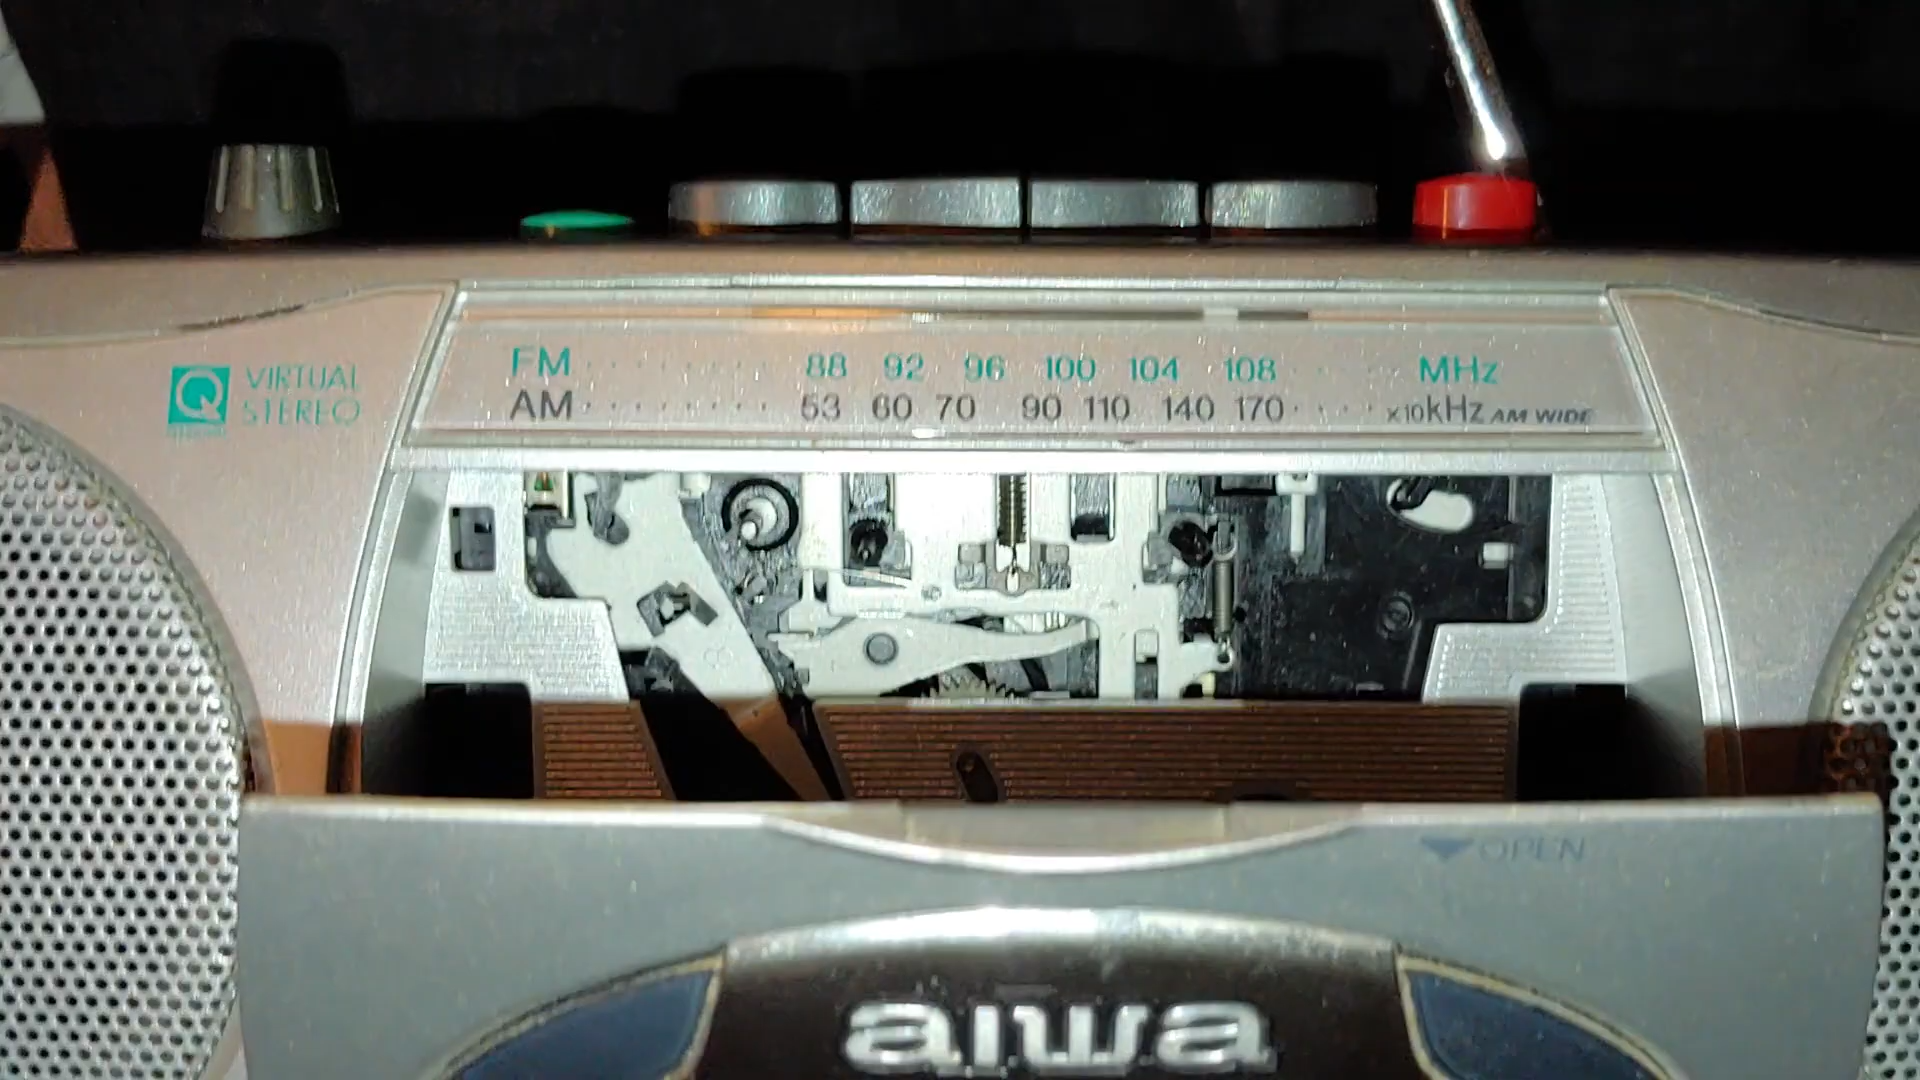 VIRTUAL
STEREO
FM 88 92 96 100 104 108 MHz
AM 53 60 70 90 110 140 170 x10kHz AM WIDE
OPEN
aiwa